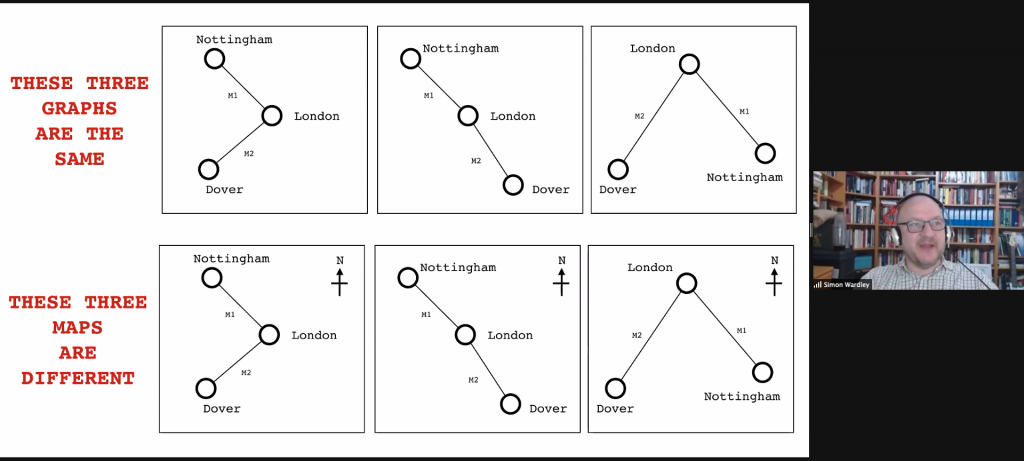 THESE THREE
GRAPHS
ARE THE
SAME
Nottingham
M1
London
M2
Dover
Nottingham
M1
London
M2
Dover
London
M2
M1
Dover
Nottingham
THESE THREE
MAPS
ARE
DIFFERENT
Nottingham
N
M1
London
M2
Dover
Nottingham
N
M1
London
M2
Dover
London
N
M2
M1
Dover
Nottingham
Simon Wardley